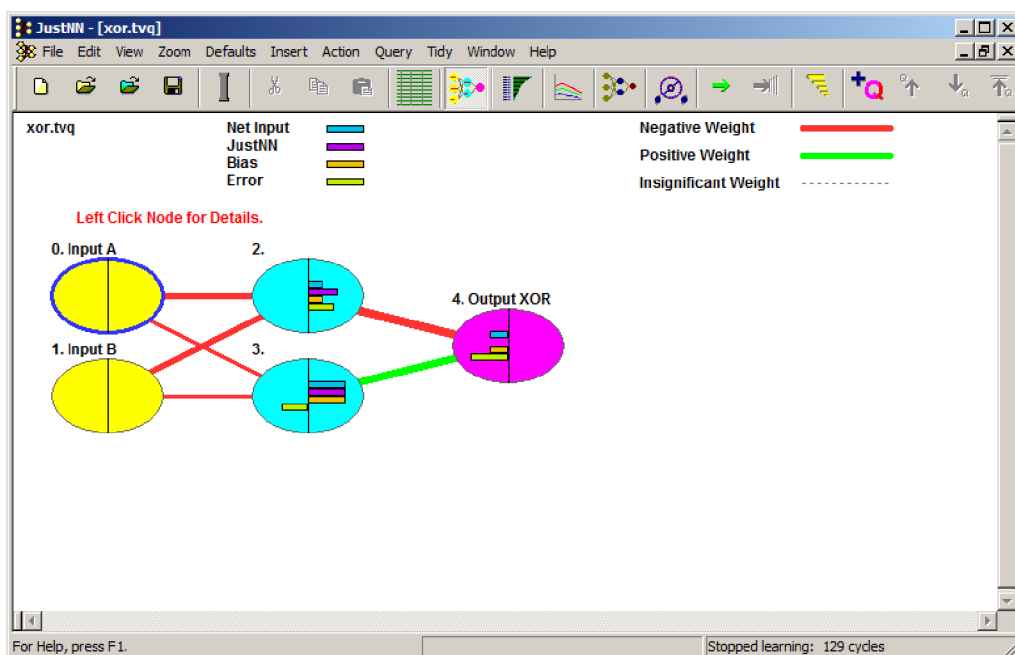 JustNN - [xor.tvq]
File Edit View Zoom Defaults Insert Action Query Tidy Window Help
xor.tvq
Net Input
JustNN
Bias
Error
Negative Weight
Positive Weight
Insignificant Weight
Left Click Node for Details.
0. Input A
2.
4. Output XOR
1. Input B
3.
For Help, press F1.
Stopped learning: 129 cycles